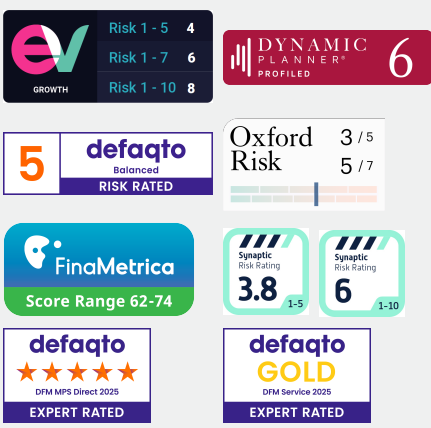 ev
GROWTH
Risk 1 - 5 4
Risk 1 - 7 6
Risk 1 - 10 8
DYNAMIC
PLANNER®
PROFILED
6
5
defaqto
Balanced
RISK RATED
Oxford
Risk
3 / 5
5 / 7
FinaMetrica
Score Range 62-74
Synaptic
Risk Rating
3.8
1-5
Synaptic
Risk Rating
6
1-10
defaqto
DFM MPS Direct 2025
EXPERT RATED
defaqto
GOLD
DFM Service 2025
EXPERT RATED